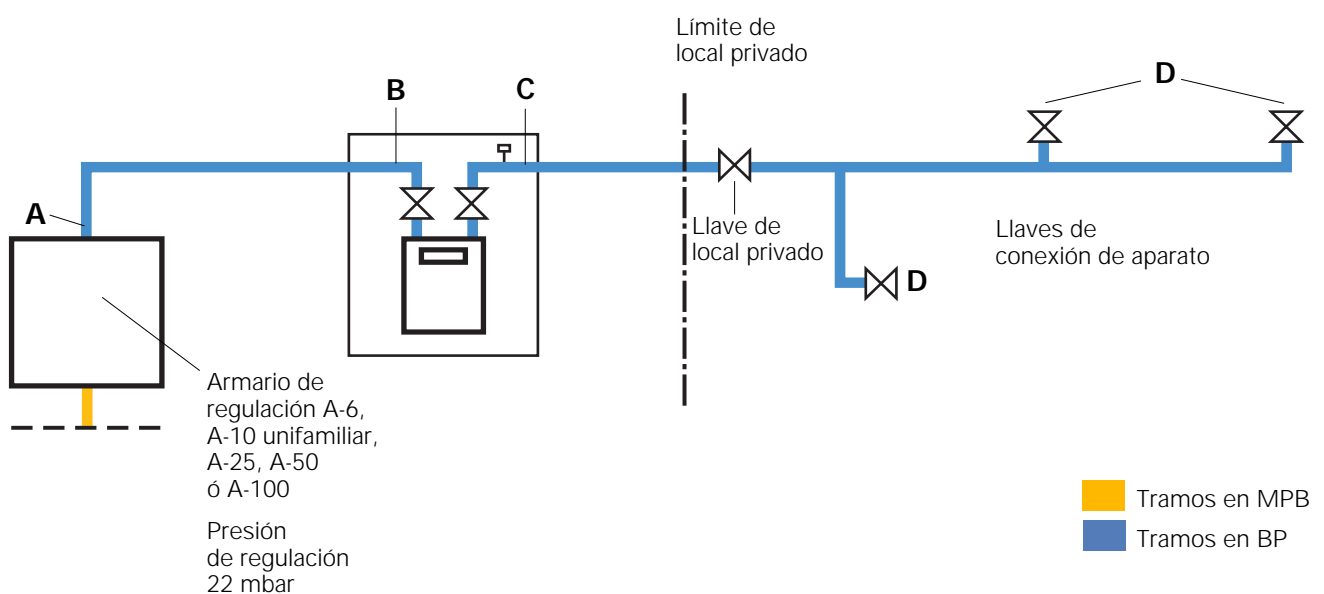 Límite de
local privado
D
B
C
A
Llave de
local privado
Llaves de
conexión de aparato
D
Armario de
regulación A-6,
A-10 unifamiliar,
A-25, A-50
ó A-100
Presión
de regulación
22 mbar
Tramos en MPB
Tramos en BP